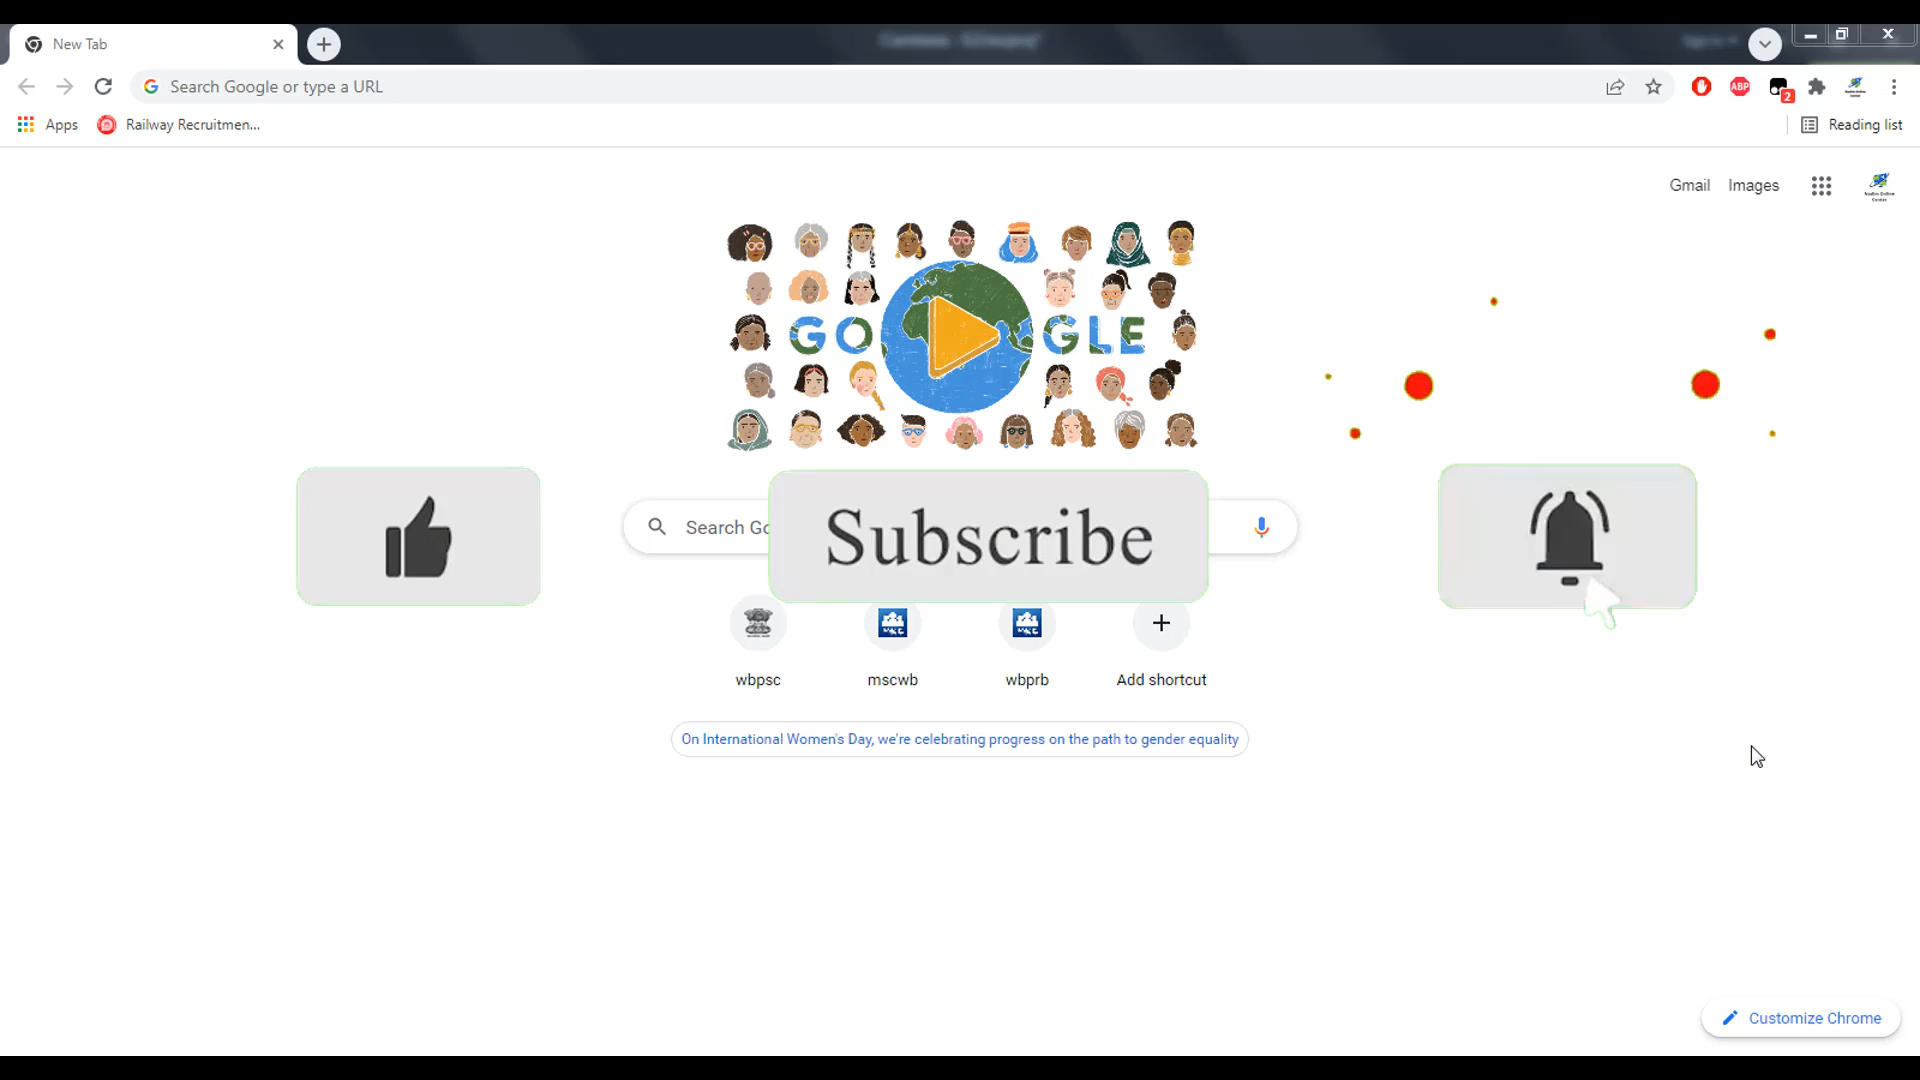 New Tab
Search Google or type a URL
ABP
2
Apps
Railway Recruitmen...
Reading list
Gmail
Images
GO GLE
Search Go
Subscribe
wbpsc
mscwb
wbprb
Add shortcut
On International Women's Day, we're celebrating progress on the path to gender equality
Customize Chrome